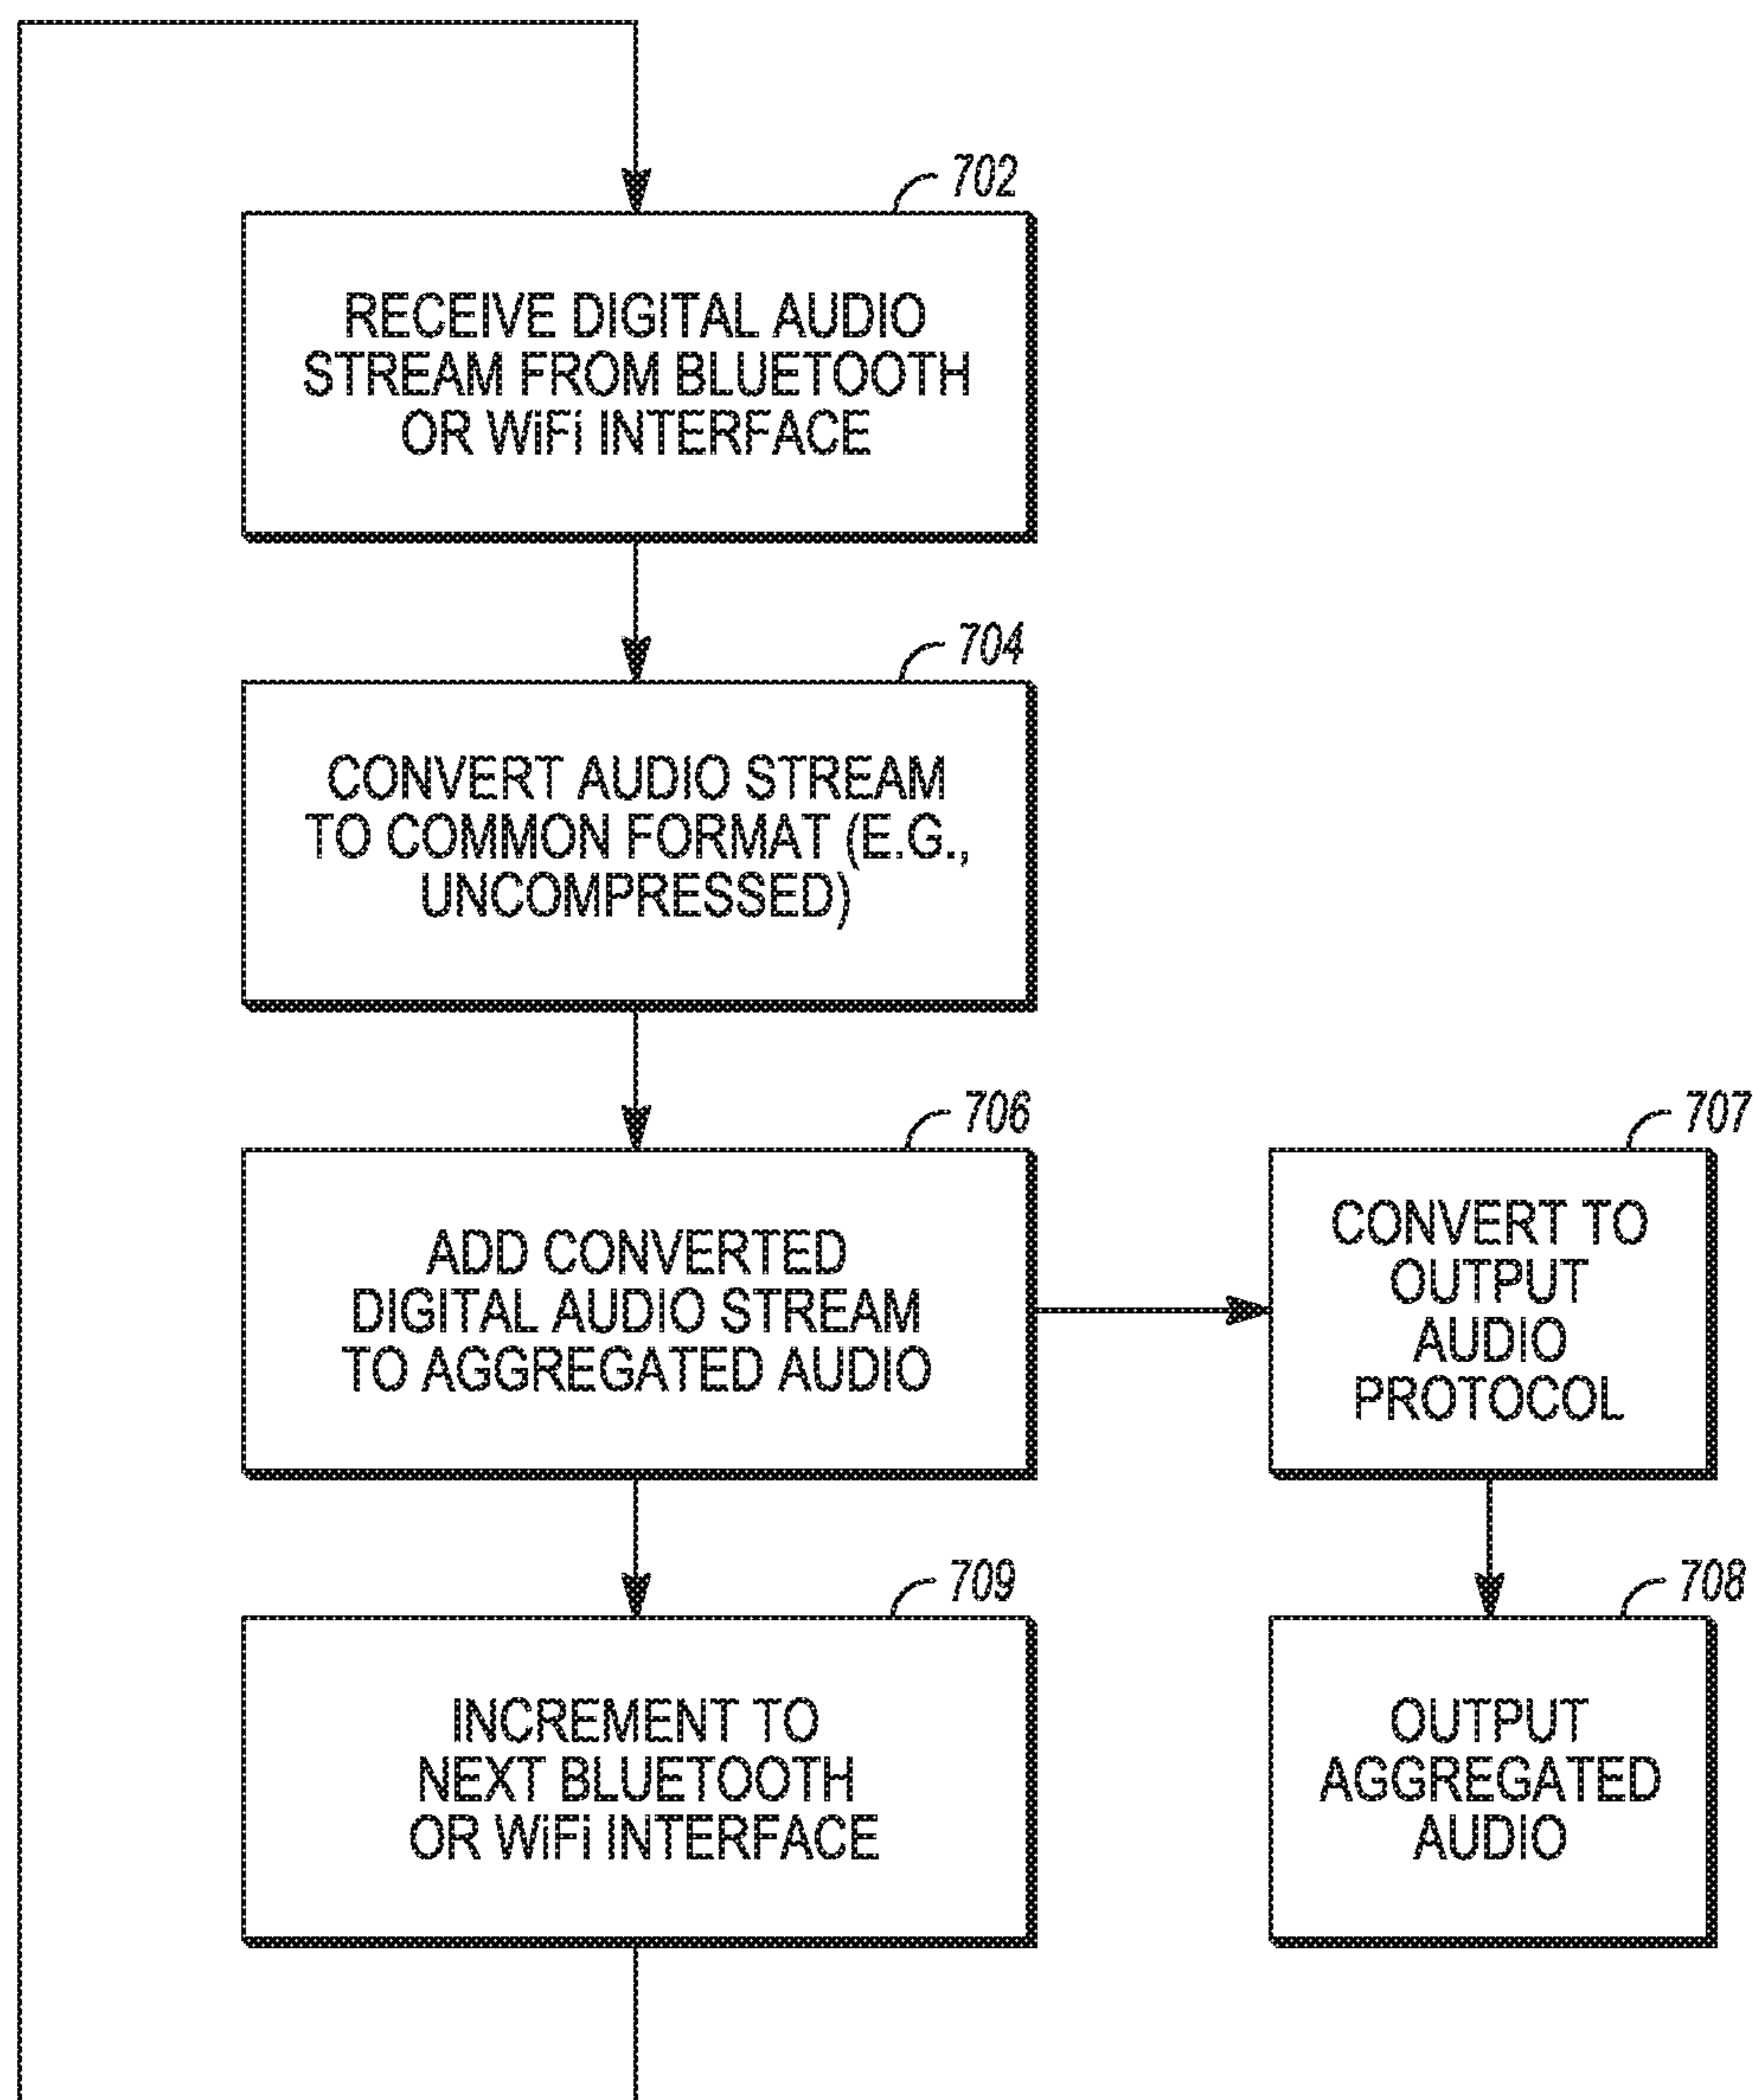 702
RECEIVE DIGITAL AUDIO
STREAM FROM BLUETOOTH
OR WiFi INTERFACE
704
CONVERT AUDIO STREAM
TO COMMON FORMAT (E.G.,
UNCOMPRESSED)
706
ADD CONVERTED
DIGITAL AUDIO STREAM
TO AGGREGATED AUDIO
707
CONVERT TO
OUTPUT
AUDIO
PROTOCOL
709
INCREMENT TO
NEXT BLUETOOTH
OR WiFi INTERFACE
708
OUTPUT
AGGREGATED
AUDIO